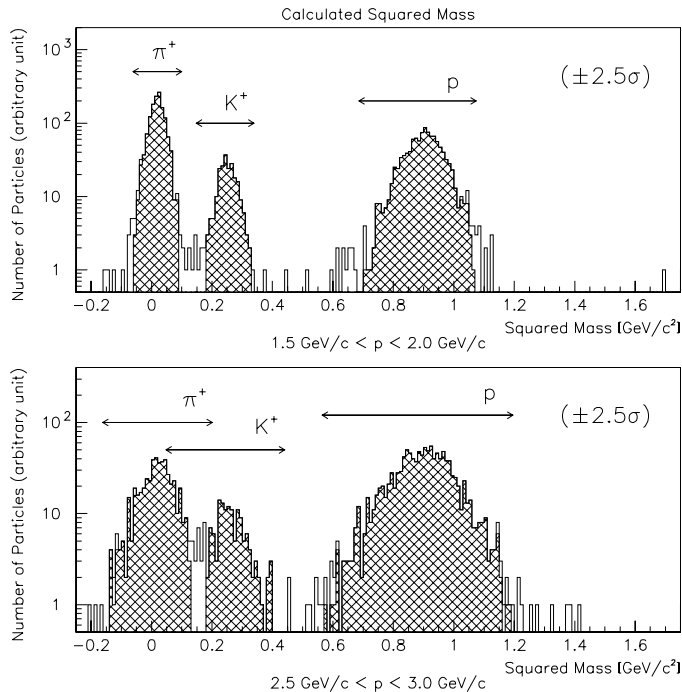 Calculated Squared Mass
Number of Particles (arbitrary unit)
10³
10²
10
1
π⁺
K⁺
p
(±2.5σ)
-0.2 0 0.2 0.4 0.6 0.8 1 1.2 1.4 1.6
Squared Mass [GeV/c²]
1.5 GeV/c < p < 2.0 GeV/c
Number of Particles (arbitrary unit)
10²
10
1
π⁺
K⁺
p
(±2.5σ)
-0.2 0 0.2 0.4 0.6 0.8 1 1.2 1.4 1.6
Squared Mass [GeV/c²]
2.5 GeV/c < p < 3.0 GeV/c